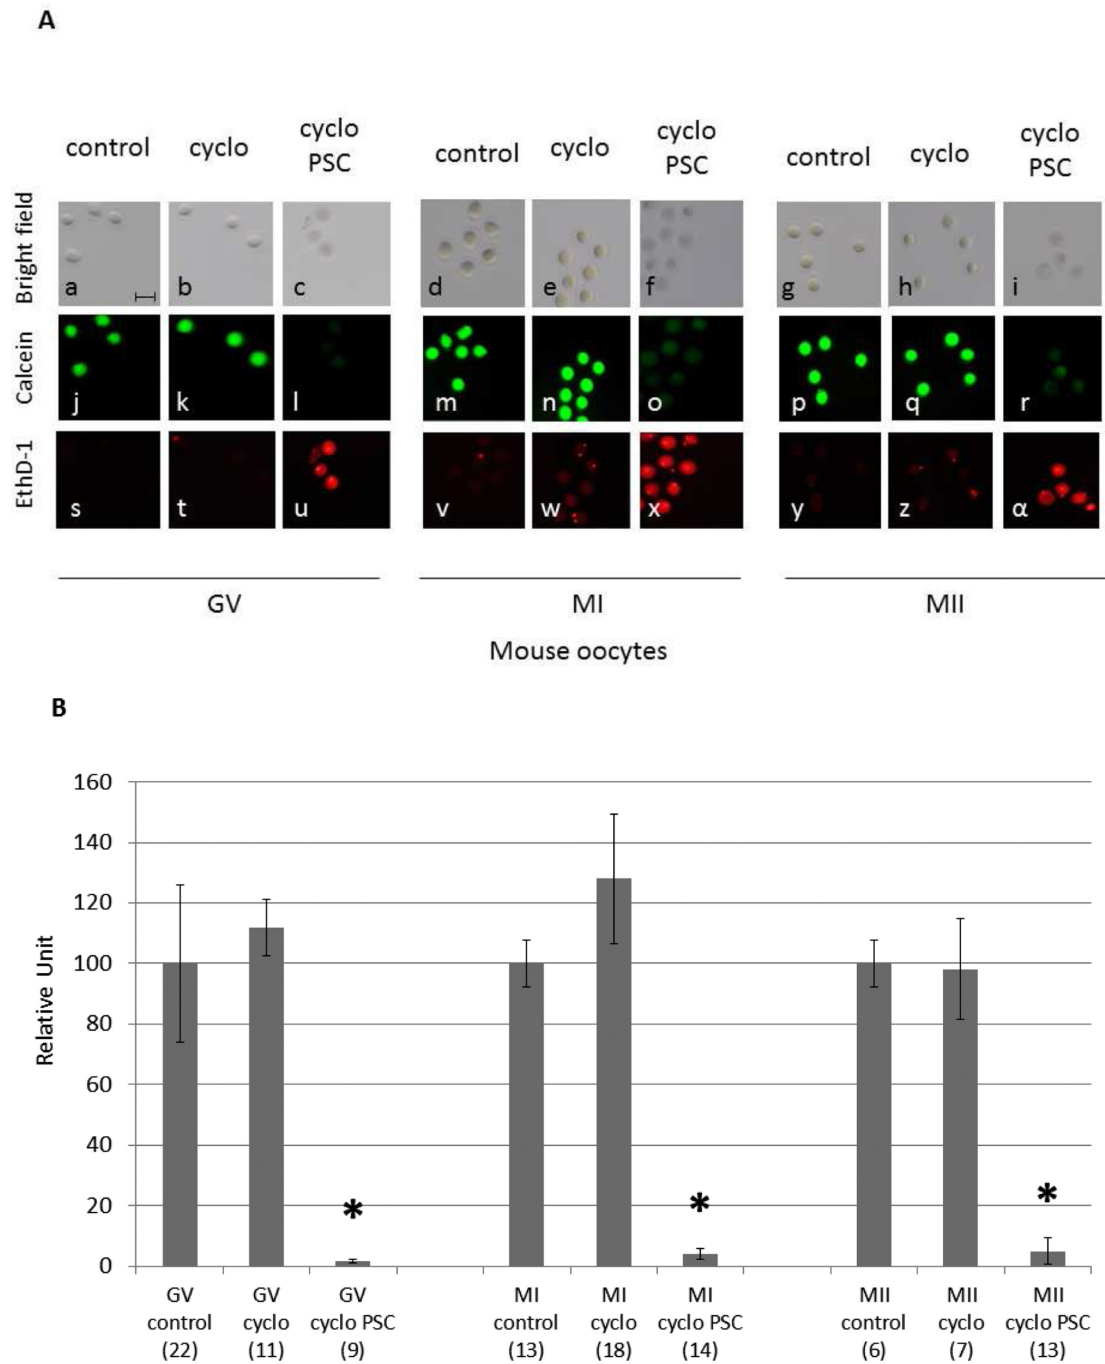 A
control cyclo cyclo PSC control cyclo cyclo PSC control cyclo cyclo PSC
Bright field
a b c d e f g h i
Calcein
j k l m n o p q r
EthD-1
s t u v w x y z α
GV MI MII
Mouse oocytes
B
160
140
120
100
80
60
40
20
0
Relative Unit
* * *
GV GV GV MI MI MI MII MII MII
control cyclo cyclo PSC control cyclo cyclo PSC control cyclo cyclo PSC
(22) (11) (9) (13) (18) (14) (6) (7) (13)